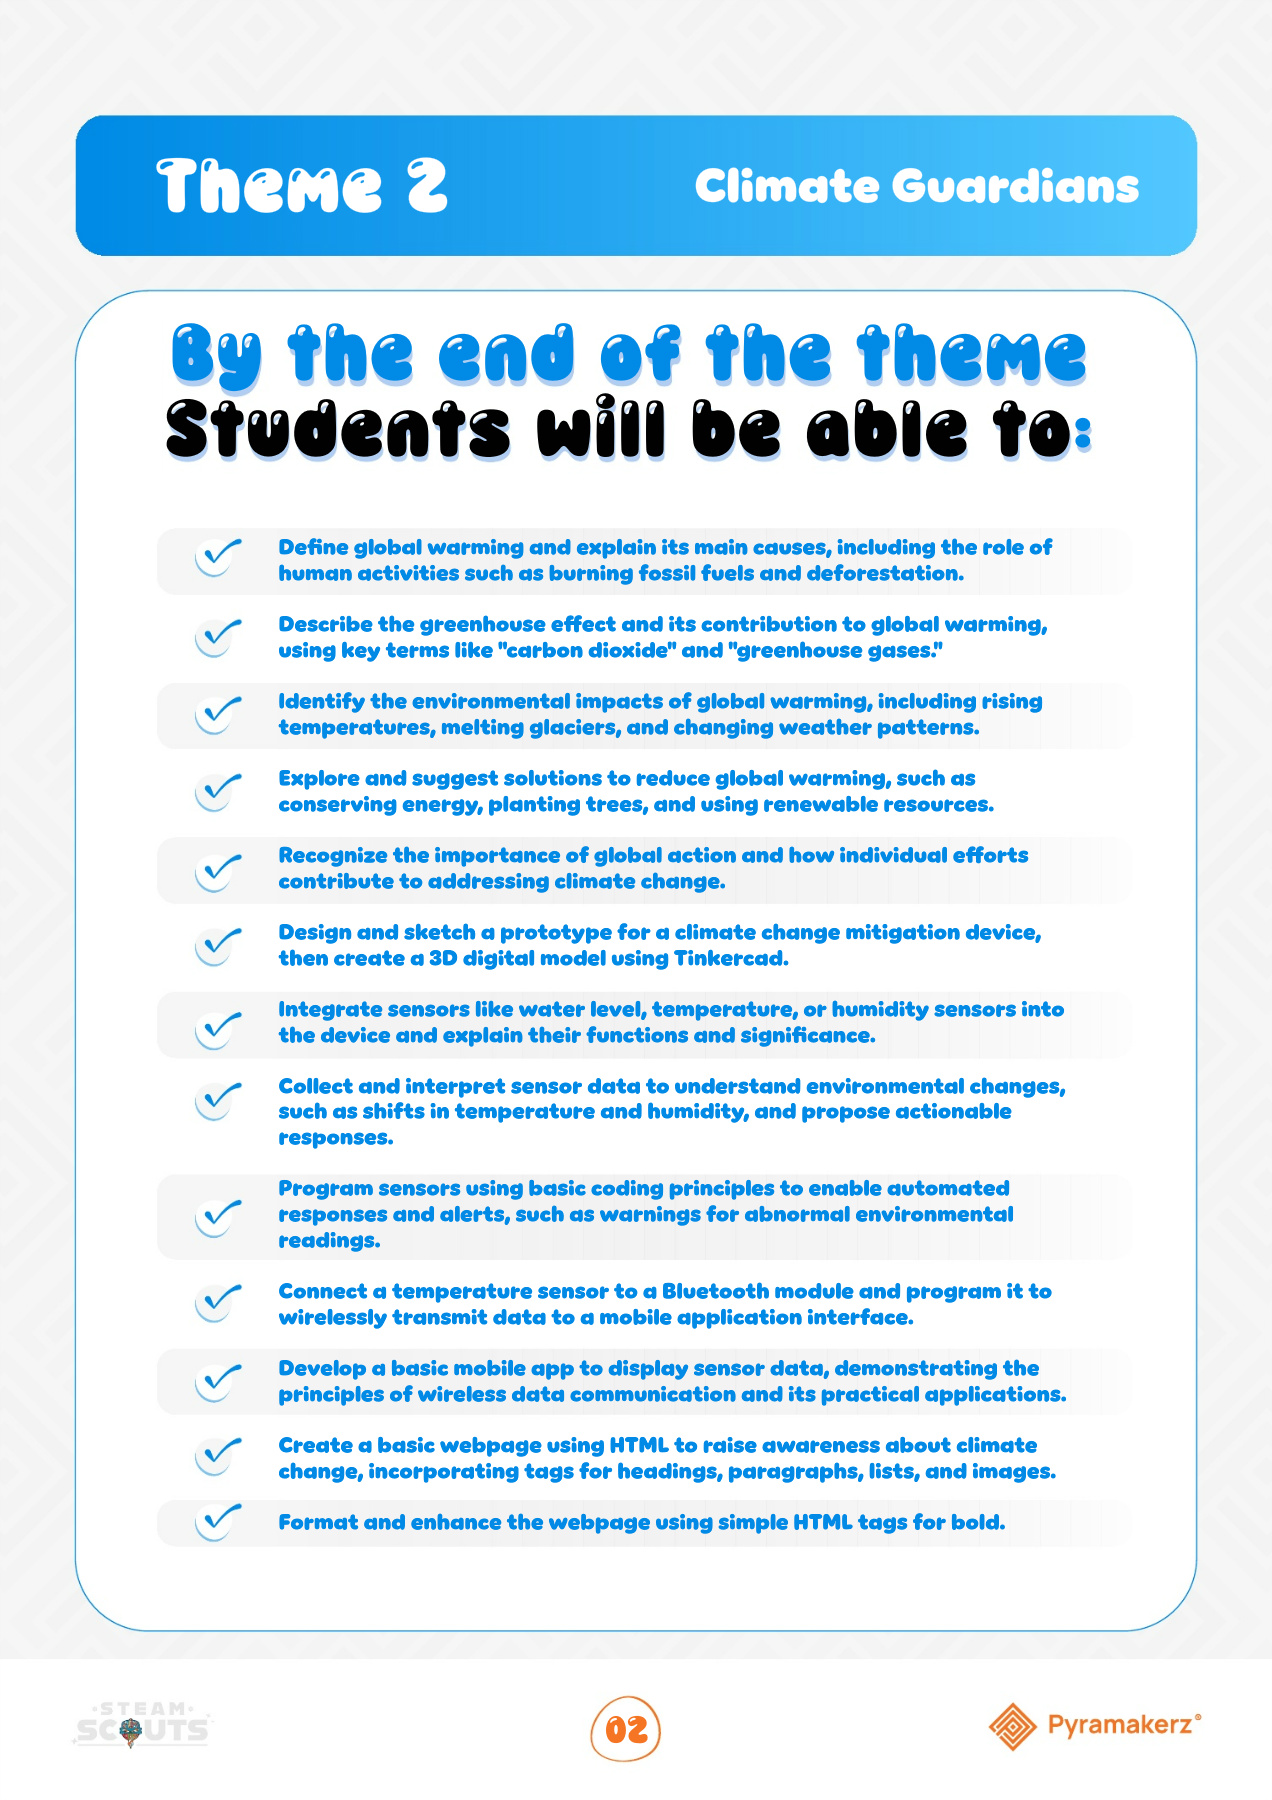 Theme 2
Climate Guardians
By the end of the theme
Students will be able to:
Define global warming and explain its main causes, including the role of
human activities such as burning fossil fuels and deforestation.
Describe the greenhouse effect and its contribution to global warming,
using key terms like "carbon dioxide" and "greenhouse gases."
Identify the environmental impacts of global warming, including rising
temperatures, melting glaciers, and changing weather patterns.
Explore and suggest solutions to reduce global warming, such as
conserving energy, planting trees, and using renewable resources.
Recognize the importance of global action and how individual efforts
contribute to addressing climate change.
Design and sketch a prototype for a climate change mitigation device,
then create a 3D digital model using Tinkercad.
Integrate sensors like water level, temperature, or humidity sensors into
the device and explain their functions and significance.
Collect and interpret sensor data to understand environmental changes,
such as shifts in temperature and humidity, and propose actionable
responses.
Program sensors using basic coding principles to enable automated
responses and alerts, such as warnings for abnormal environmental
readings.
Connect a temperature sensor to a Bluetooth module and program it to
wirelessly transmit data to a mobile application interface.
Develop a basic mobile app to display sensor data, demonstrating the
principles of wireless data communication and its practical applications.
Create a basic webpage using HTML to raise awareness about climate
change, incorporating tags for headings, paragraphs, lists, and images.
Format and enhance the webpage using simple HTML tags for bold.
STEAM
SCOUTS
02
Pyramakerz®